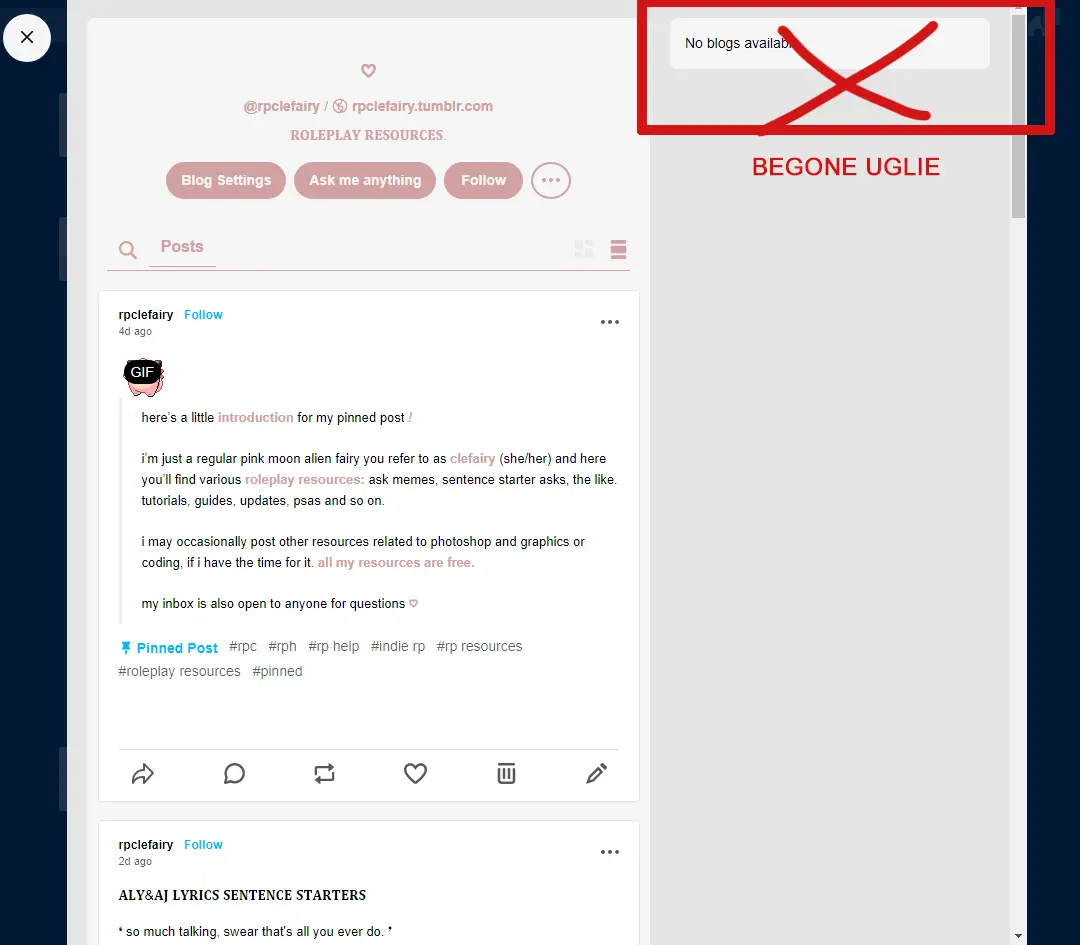 No blogs availabl
BEGONE UGLIE
@rpclefairy / rpclefairy.tumblr.com
ROLEPLAY RESOURCES.
Blog Settings Ask me anything Follow
Posts
rpclefairy Follow
4d ago
GIF
here's a little introduction for my pinned post !
i'm just a regular pink moon alien fairy you refer to as clefairy (she/her) and here
you'll find various roleplay resources: ask memes, sentence starter asks, the like.
tutorials, guides, updates, psas and so on.
i may occasionally post other resources related to photoshop and graphics or
coding, if i have the time for it. all my resources are free.
my inbox is also open to anyone for questions ♡
Pinned Post #rpc #rph #rp help #indie rp #rp resources
#roleplay resources #pinned
rpclefairy Follow
2d ago
ALY&AJ LYRICS SENTENCE STARTERS
❛ so much talking, swear that's all you ever do. ❜